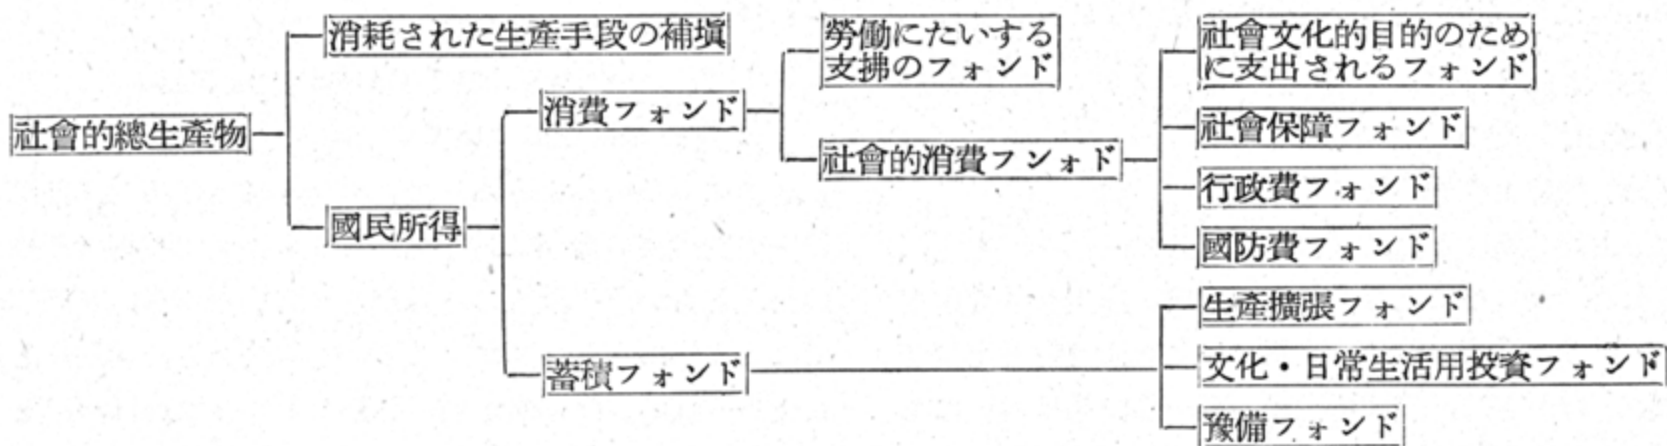 社會的總生產物
消耗された生產手段の補塡
國民所得
消費フォンド
蓄積フォンド
勞働にたいする
支拂のフォンド
社會的消費フンォド
社會文化的目的のため
に支出されるフォンド
社會保障フォンド
行政費フォンド
國防費フォンド
生產擴張フォンド
文化・日常生活用投資フォンド
豫備フォンド